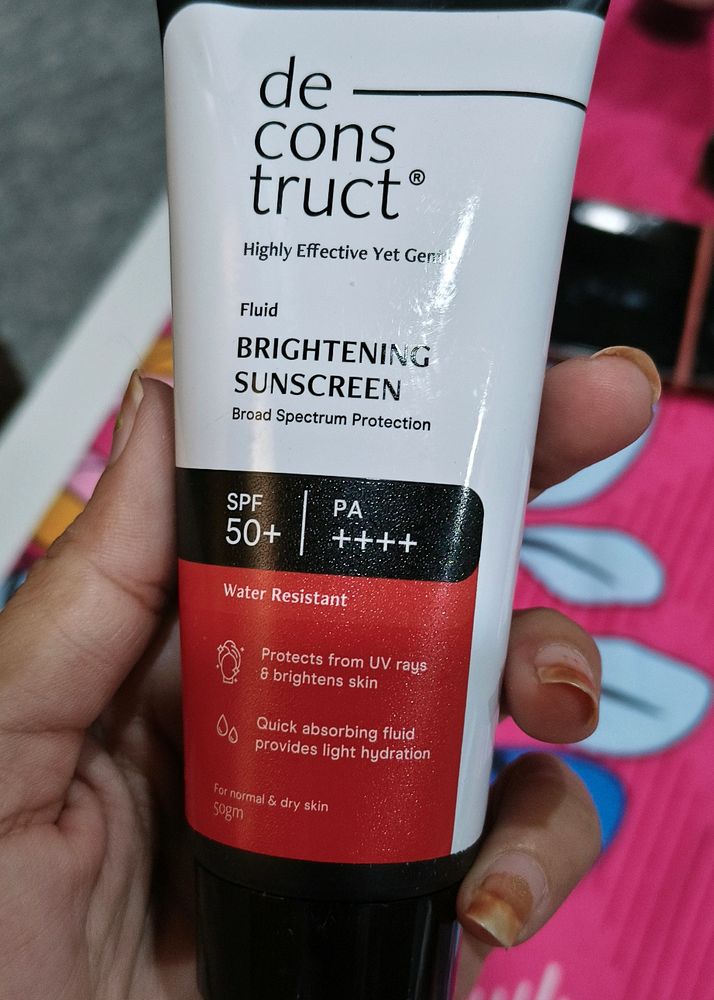 de
cons
truct®
Highly Effective Yet
Fluid
BRIGHTENING
SUNSCREEN
Broad Spectrum Protection
SPF
50+
PA
++++
Water Resistant
Protects from UV rays
& brightens skin
Quick absorbing fluid
provides light hydration
For normal & dry skin
50gm